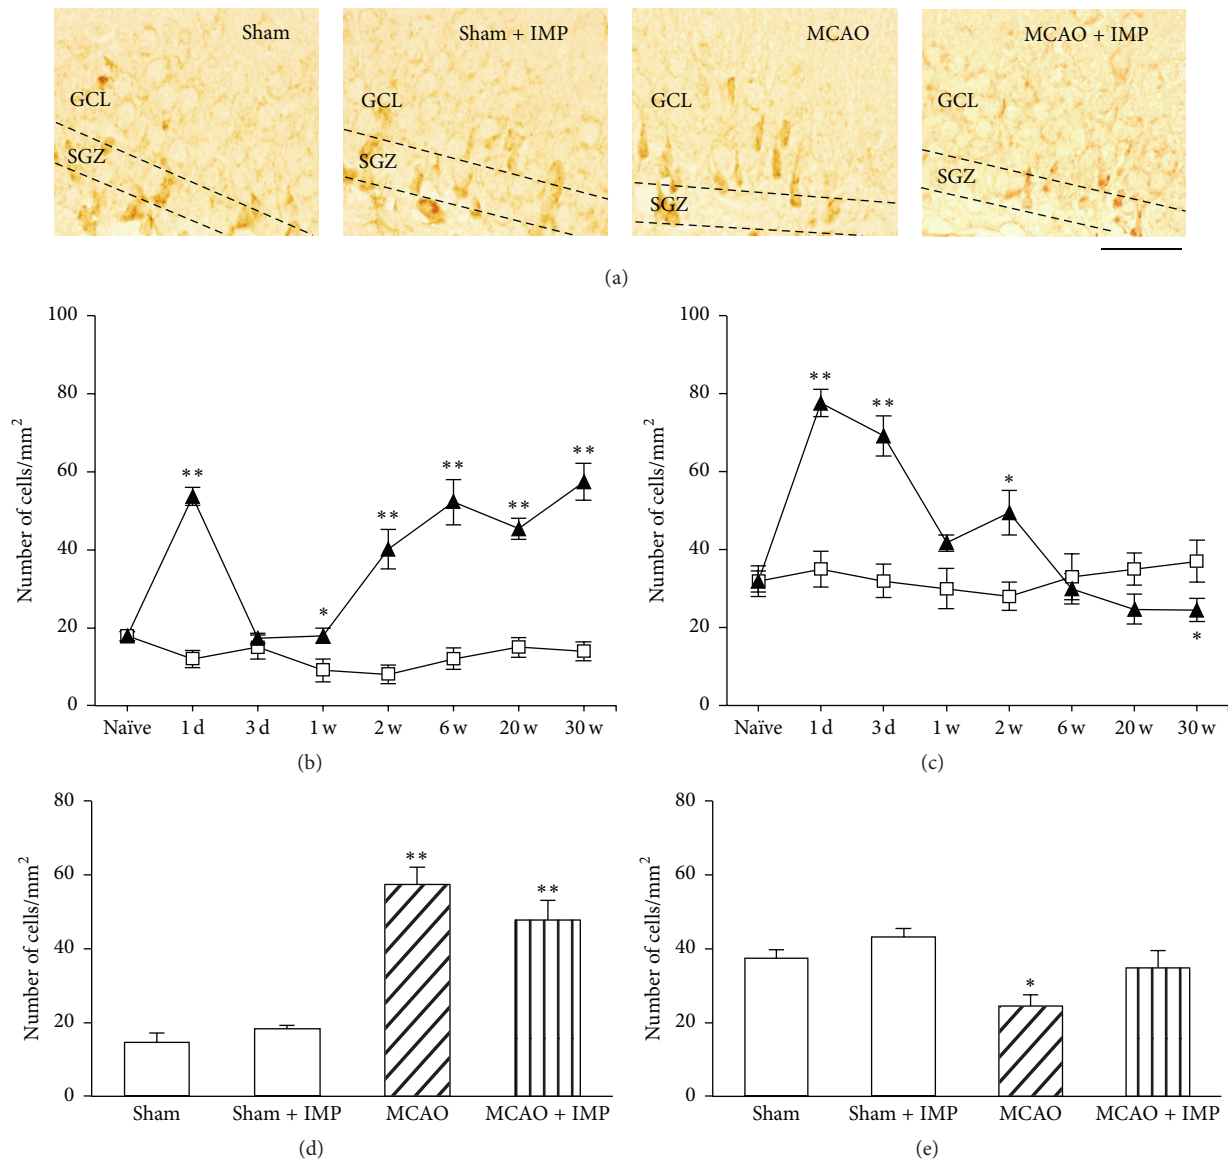 Sham
GCL
SGZ
Sham + IMP
GCL
SGZ
MCAO
GCL
SGZ
MCAO + IMP
GCL
SGZ
(a)
Number of cells/mm²
100
80
60
40
20
0
**
*
**
**
**
**
Naïve 1 d 3 d 1 w 2 w 6 w 20 w 30 w
(b)
Number of cells/mm²
100
80
60
40
20
0
**
**
*
*
Naïve 1 d 3 d 1 w 2 w 6 w 20 w 30 w
(c)
Number of cells/mm²
80
60
40
20
0
**
**
Sham Sham + IMP MCAO MCAO + IMP
(d)
Number of cells/mm²
80
60
40
20
0
*
Sham Sham + IMP MCAO MCAO + IMP
(e)